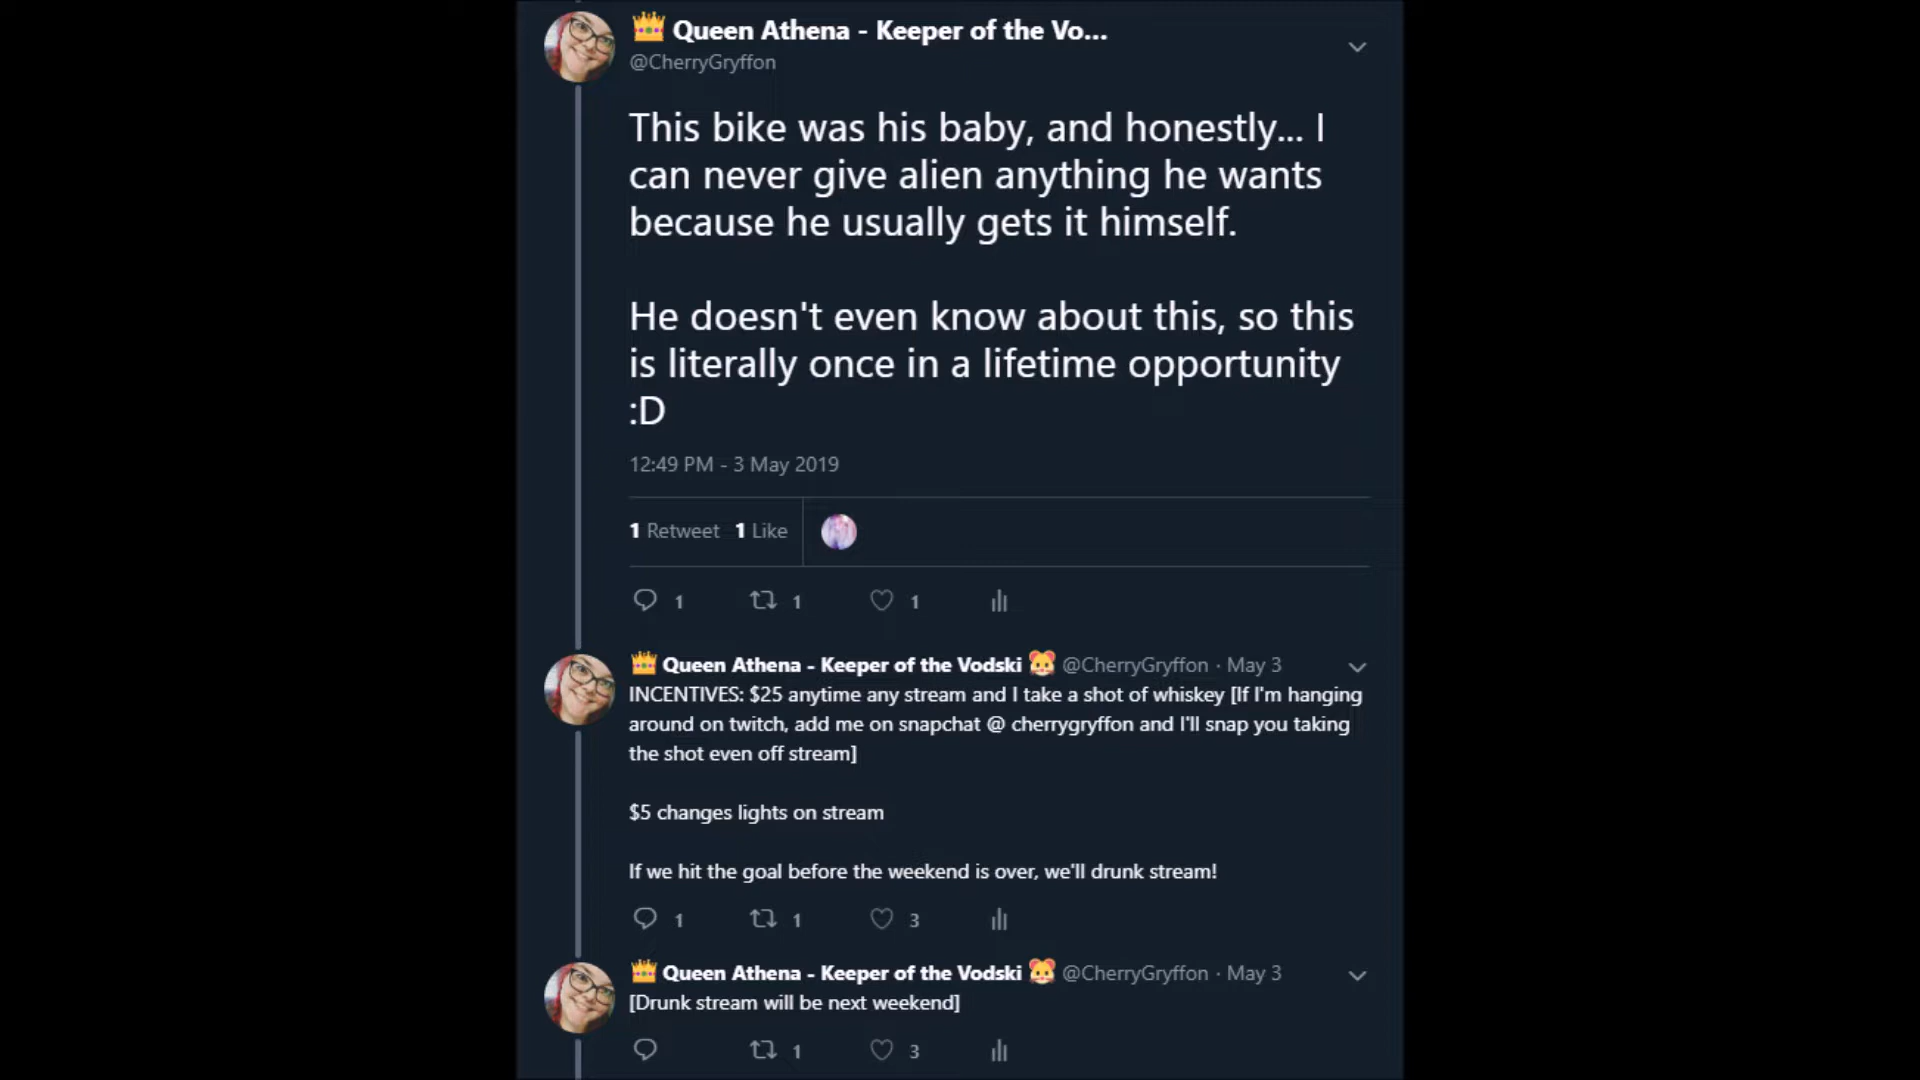 👑 Queen Athena - Keeper of the Vo...
@CherryGryffon
This bike was his baby, and honestly... I
can never give alien anything he wants
because he usually gets it himself.
He doesn't even know about this, so this
is literally once in a lifetime opportunity
:D
12:49 PM - 3 May 2019
1 Retweet 1 Like
1 1 1
👑 Queen Athena - Keeper of the Vodski 🐹 @CherryGryffon · May 3
INCENTIVES: $25 anytime any stream and I take a shot of whiskey [If I'm hanging
around on twitch, add me on snapchat @ cherrygryffon and I'll snap you taking
the shot even off stream]
$5 changes lights on stream
If we hit the goal before the weekend is over, we'll drunk stream!
1 1 3
👑 Queen Athena - Keeper of the Vodski 🐹 @CherryGryffon · May 3
[Drunk stream will be next weekend]
1 3